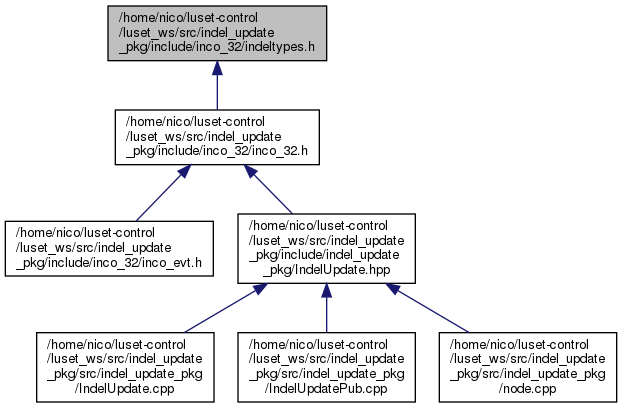 /home/nico/luset-control
/luset_ws/src/indel_update
_pkg/include/inco_32/indeltypes.h
/home/nico/luset-control
/luset_ws/src/indel_update
_pkg/include/inco_32/inco_32.h
/home/nico/luset-control
/luset_ws/src/indel_update
_pkg/include/inco_32/inco_evt.h
/home/nico/luset-control
/luset_ws/src/indel_update
_pkg/include/indel_update
_pkg/IndelUpdate.hpp
/home/nico/luset-control
/luset_ws/src/indel_update
_pkg/src/indel_update_pkg
/IndelUpdate.cpp
/home/nico/luset-control
/luset_ws/src/indel_update
_pkg/src/indel_update_pkg
/IndelUpdatePub.cpp
/home/nico/luset-control
/luset_ws/src/indel_update
_pkg/src/indel_update_pkg
/node.cpp